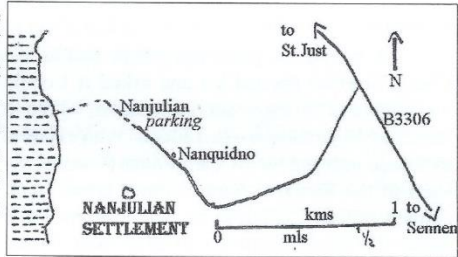 to
St.Just
N
B3306
Nanjulian
parking
Nanquidno
NANJULIAN
SETTLEMENT
kms
1
0
mls
1/2
to
Sennen